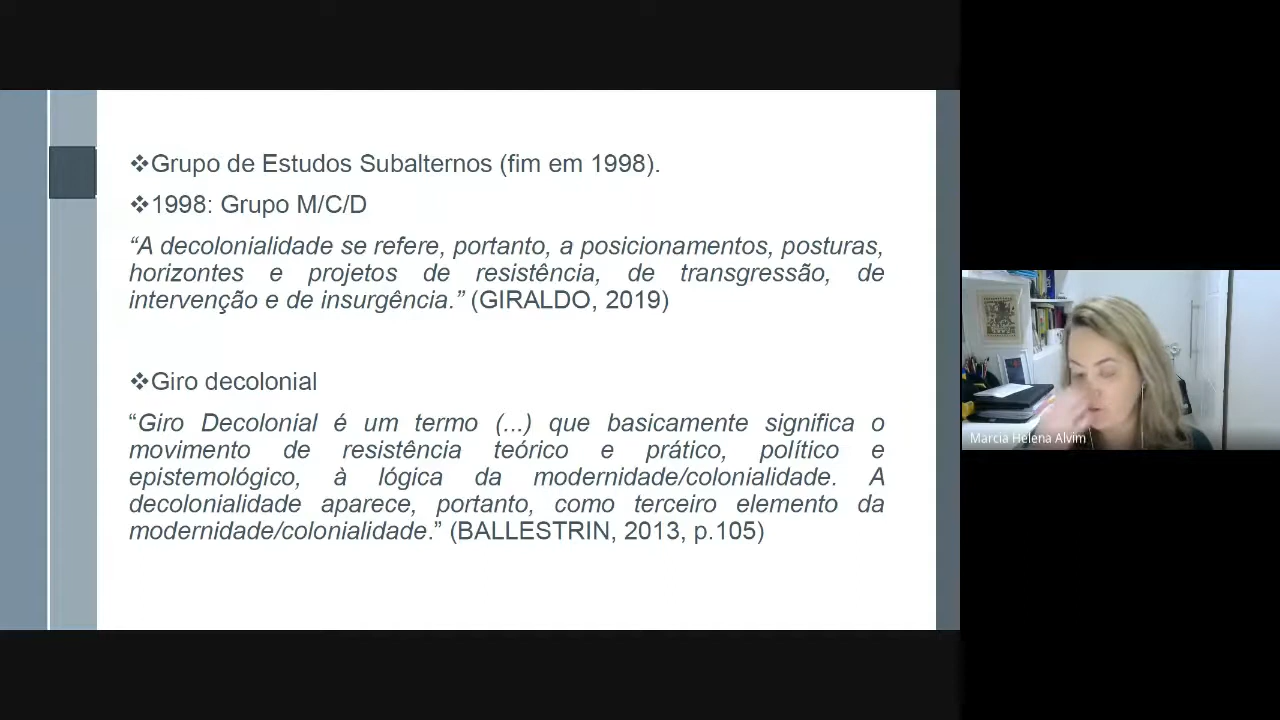 ❖Grupo de Estudos Subalternos (fim em 1998).
❖1998: Grupo M/C/D
“A decolonialidade se refere, portanto, a posicionamentos, posturas,
horizontes e projetos de resistência, de transgressão, de
intervenção e de insurgência.” (GIRALDO, 2019)
❖Giro decolonial
“Giro Decolonial é um termo (...) que basicamente significa o
movimento de resistência teórico e prático, político e
epistemológico, à lógica da modernidade/colonialidade. A
decolonialidade aparece, portanto, como terceiro elemento da
modernidade/colonialidade.” (BALLESTRIN, 2013, p.105)
Marcia Helena Alvim